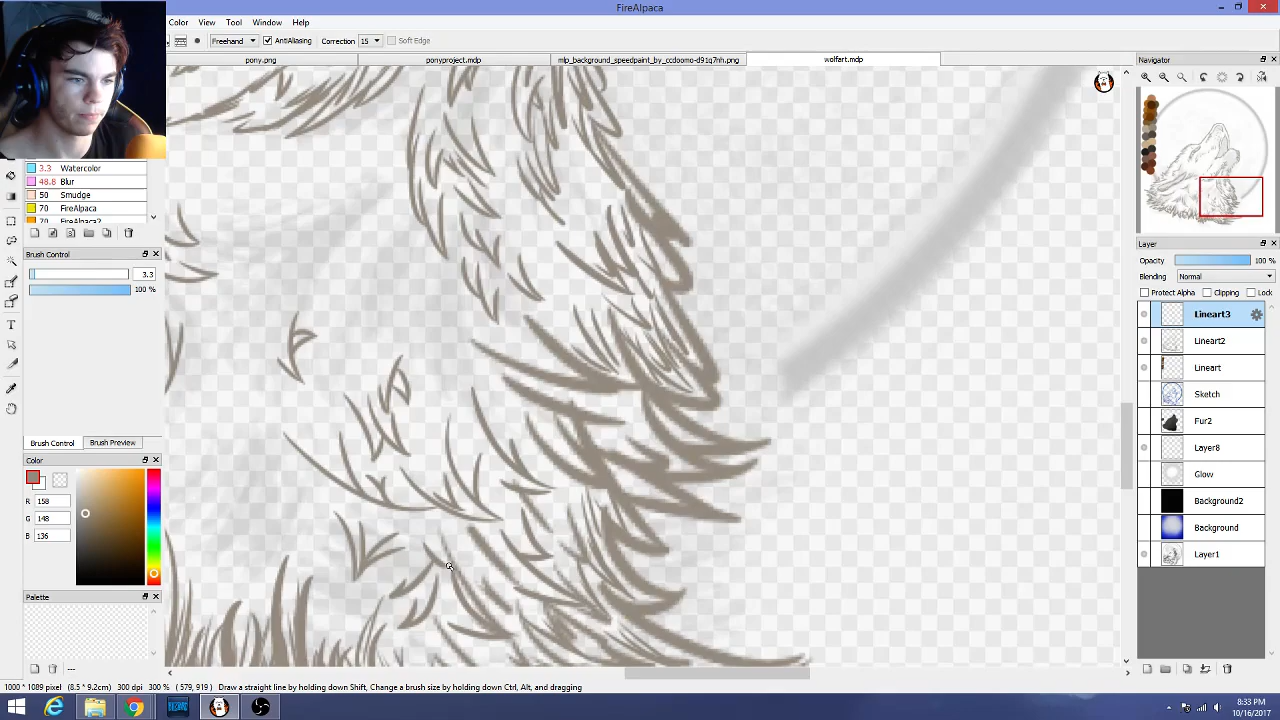 FireAlpaca
Color View Tool Window Help
Freehand AntiAliasing Correction 15 Soft Edge
pony.png ponyproject.mdp mlp_background_speedpaint_by_ccdoomo-d91q7nh.png wolfart.mdp
Navigator
3.3 Watercolor
48.8 Blur
50 Smudge
70 FireAlpaca
70 FireAlpaca2
Brush Control
3.3
100 %
Brush Control Brush Preview
Color
R 158
G 148
B 136
Palette
---
Layer
Opacity 100 %
Blending Normal
Protect Alpha Clipping Lock
Lineart3
Lineart2
Lineart
Sketch
Fur2
Layer8
Glow
Background2
Background
Layer1
1000 * 1089 pixel (8.5 * 9.2cm) 300 dpi 300 % ( 579, 919 ) Draw a straight line by holding down Shift, Change a brush size by holding down Ctrl, Alt, and dragging
BLIZZARD
8:33 PM
10/16/2017